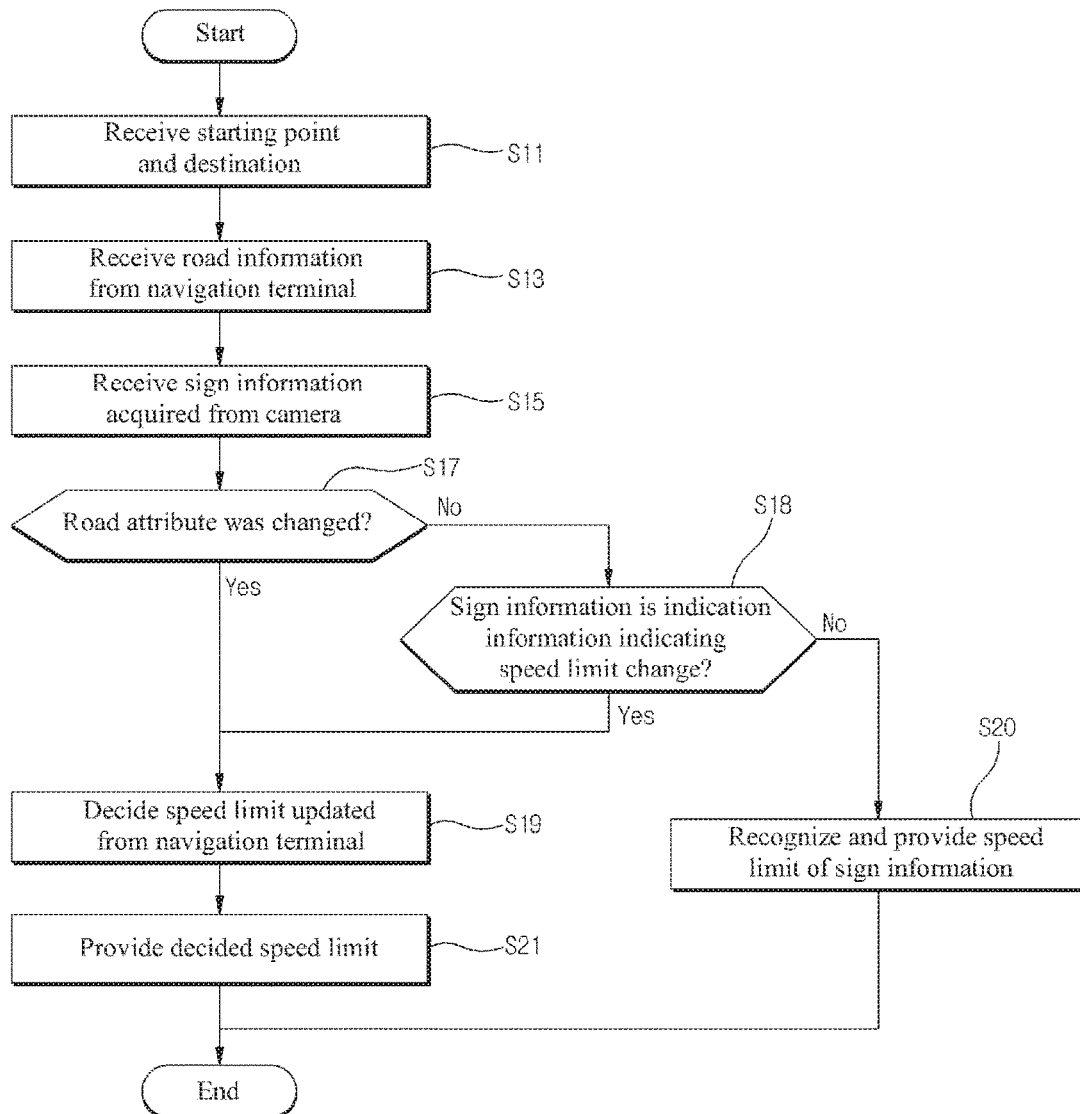 Start
Receive starting point
and destination
S11
Receive road information
from navigation terminal
S13
Receive sign information
acquired from camera
S15
S17
Road attribute was changed?
No
S18
Yes
Sign information is indication
information indicating
speed limit change?
No
Yes
S20
Decide speed limit updated
from navigation terminal
S19
Recognize and provide speed
limit of sign information
Provide decided speed limit
S21
End